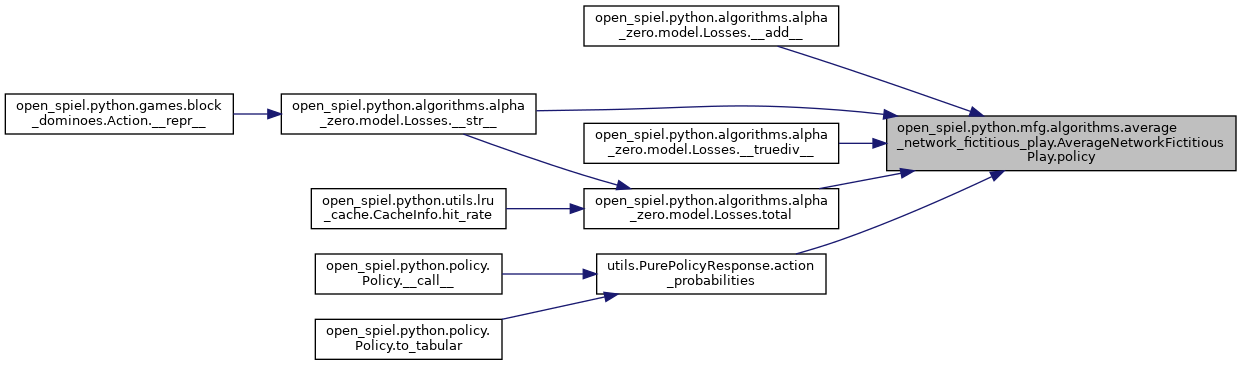 open_spiel.python.algorithms.alpha
_zero.model.Losses.__add__
open_spiel.python.games.block
_dominoes.Action.__repr__
open_spiel.python.algorithms.alpha
_zero.model.Losses.__str__
open_spiel.python.mfg.algorithms.average
_network_fictitious_play.AverageNetworkFictitious
Play.policy
open_spiel.python.algorithms.alpha
_zero.model.Losses.__truediv__
open_spiel.python.utils.lru
_cache.CacheInfo.hit_rate
open_spiel.python.algorithms.alpha
_zero.model.Losses.total
open_spiel.python.policy.
Policy.__call__
utils.PurePolicyResponse.action
_probabilities
open_spiel.python.policy.
Policy.to_tabular